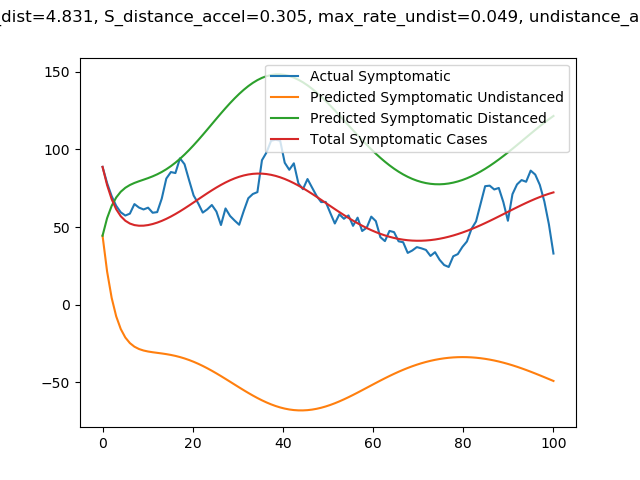 _dist=4.831, S_distance_accel=0.305, max_rate_undist=0.049, undistance_a
Actual Symptomatic
Predicted Symptomatic Undistanced
Predicted Symptomatic Distanced
Total Symptomatic Cases
150
100
50
0
−50
0 20 40 60 80 100